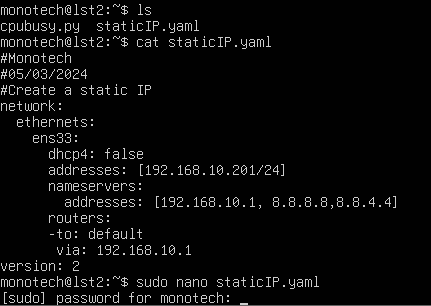 monotech@lst2:~$ ls
cpubusy.py  staticIP.yaml
monotech@lst2:~$ cat staticIP.yaml
#Monotech
#05/03/2024
#Create a static IP
network:
  ethernets:
    ens33:
      dhcp4: false
      addresses: [192.168.10.201/24]
      nameservers:
        addresses: [192.168.10.1, 8.8.8.8,8.8.4.4]
      routers:
      -to: default
       via: 192.168.10.1
version: 2
monotech@lst2:~$ sudo nano staticIP.yaml
[sudo] password for monotech: _